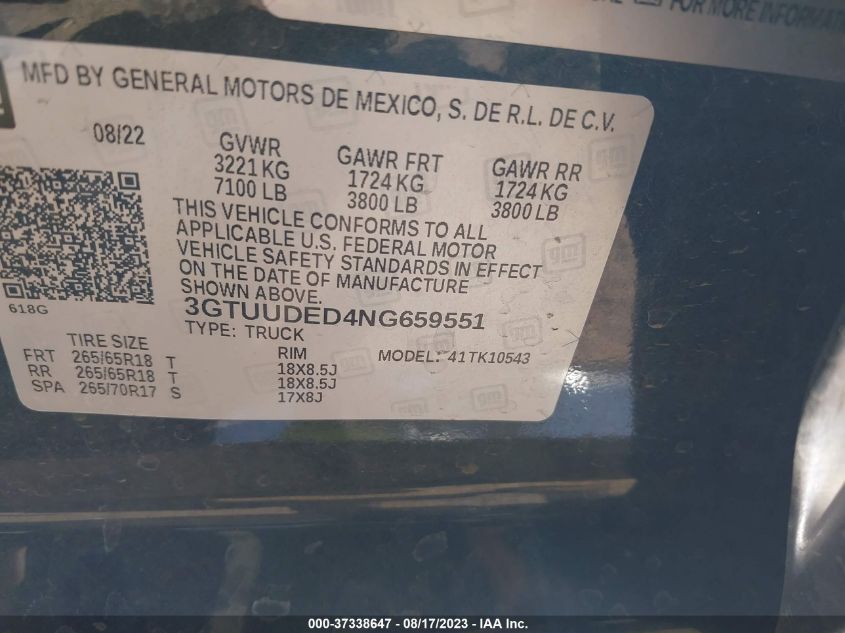 FOR MORE INFORMATION
MFD BY GENERAL MOTORS DE MEXICO, S. DE R.L. DE C.V.
08/22 GVWR GAWR FRT GAWR RR
3221 KG 1724 KG 1724 KG
7100 LB 3800 LB 3800 LB
THIS VEHICLE CONFORMS TO ALL
APPLICABLE U.S. FEDERAL MOTOR
VEHICLE SAFETY STANDARDS IN EFFECT
ON THE DATE OF MANUFACTURE
SHOWN ABOVE.
618G
3GTUUDED4NG659551
TYPE: TRUCK
TIRE SIZE RIM MODEL: 41TK10543
FRT 265/65R18 T 18X8.5J
RR 265/65R18 T 18X8.5J
SPA 265/70R17 S 17X8J
000-37338647 - 08/17/2023 - IAA Inc.